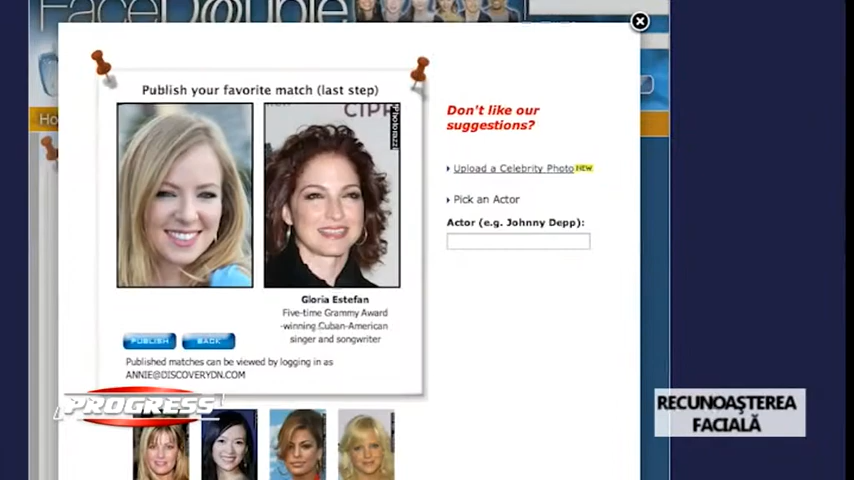 FaceDouble
Publish your favorite match (last step)
Gloria Estefan
Five-time Grammy Award
-winning Cuban-American
singer and songwriter
PUBLISH
BACK
Published matches can be viewed by logging in as
ANNIE@DISCOVERYDN.COM
Don't like our
suggestions?
Upload a Celebrity Photo NEW
Pick an Actor
Actor (e.g. Johnny Depp):
PROGRESS
RECUNOAŞTEREA
FACIALĂ